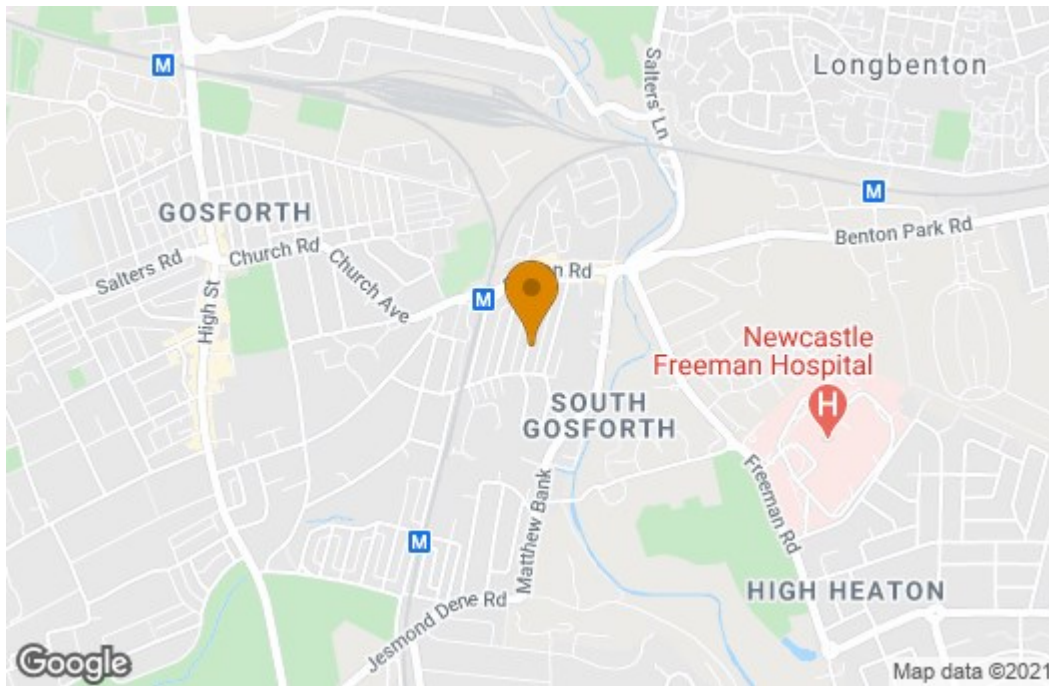 Longbenton
Salters' Ln
M
M
GOSFORTH
Benton Park Rd
Church Rd
Salters Rd
Church Ave
Rd
M
High St
Newcastle
Freeman Hospital
H
SOUTH
GOSFORTH
Freeman Rd
Matthew Bank
M
HIGH HEATON
Jesmond Dene Rd
Google
Map data ©2021